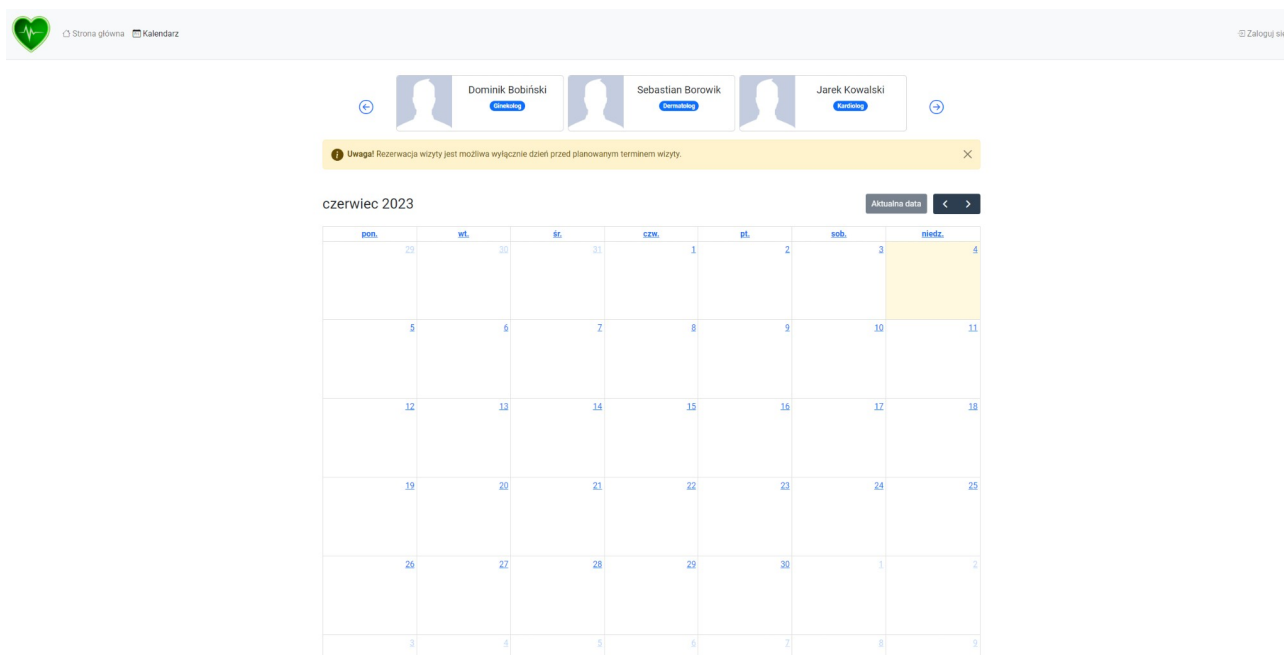 Strona główna Kalendarz
Zaloguj się
Dominik Bobiński Sebastian Borowik Jarek Kowalski
Ginekolog Dermatolog Kardiolog
Uwaga! Rezerwacja wizyty jest możliwa wyłącznie dzień przed planowanym terminem wizyty.
czerwiec 2023 Aktualna data
pon. wt. śr. czw. pt. sob. niedz.
29 30 31 1 2 3 4
5 6 7 8 9 10 11
12 13 14 15 16 17 18
19 20 21 22 23 24 25
26 27 28 29 30 1 2
3 4 5 6 7 8 9